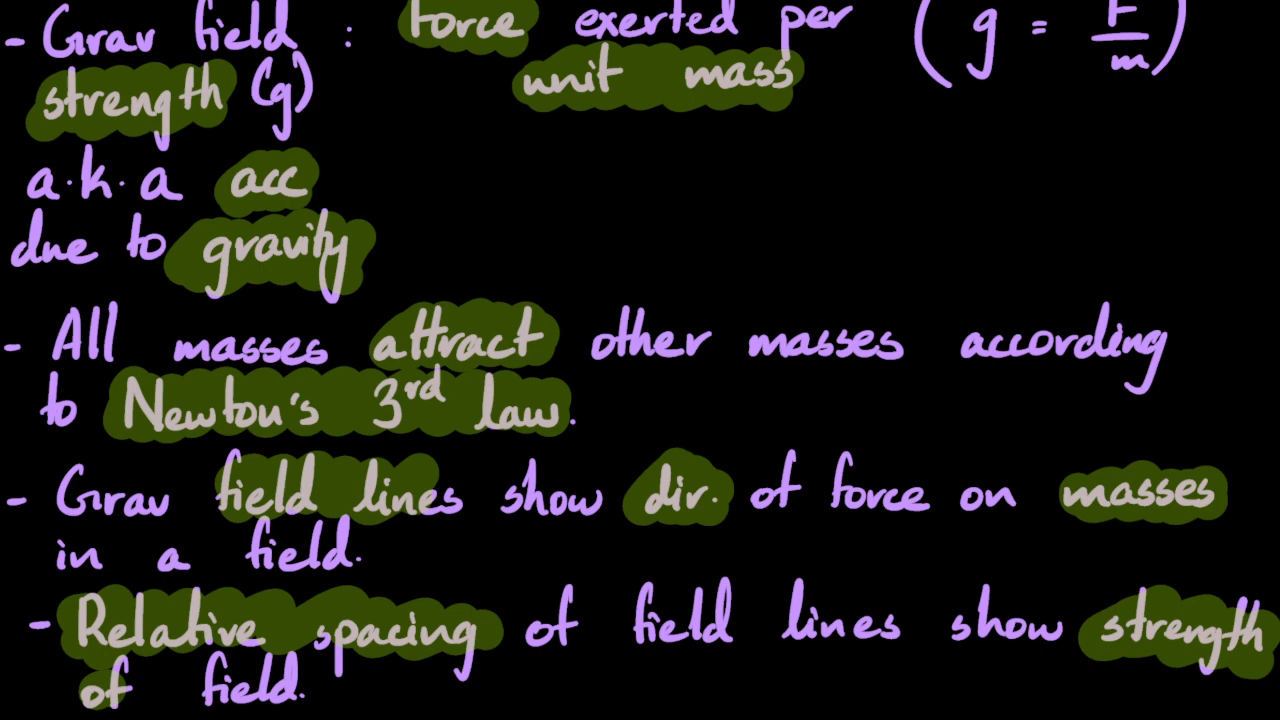 - Grav field : force exerted per (g = F/m)
strength (g) unit mass
a.k.a acc
due to gravity
- All masses attract other masses according
to Newton's 3rd law.
- Grav field lines show dir. of force on masses
in a field.
- Relative spacing of field lines show strength
of field.